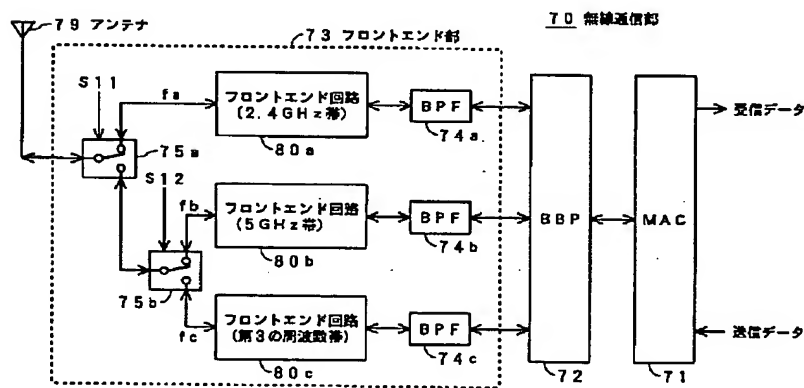 79 アンテナ
73 フロントエンド部
70 無線通信部
S11
fa
フロントエンド回路
(2.4GHz帯)
80a
BPF
74a
75a
受信データ
S12
fb
フロントエンド回路
(5GHz帯)
80b
BPF
74b
75b
BBP
MAC
fc
フロントエンド回路
(第3の周波数帯)
80c
BPF
74c
送信データ
72
71